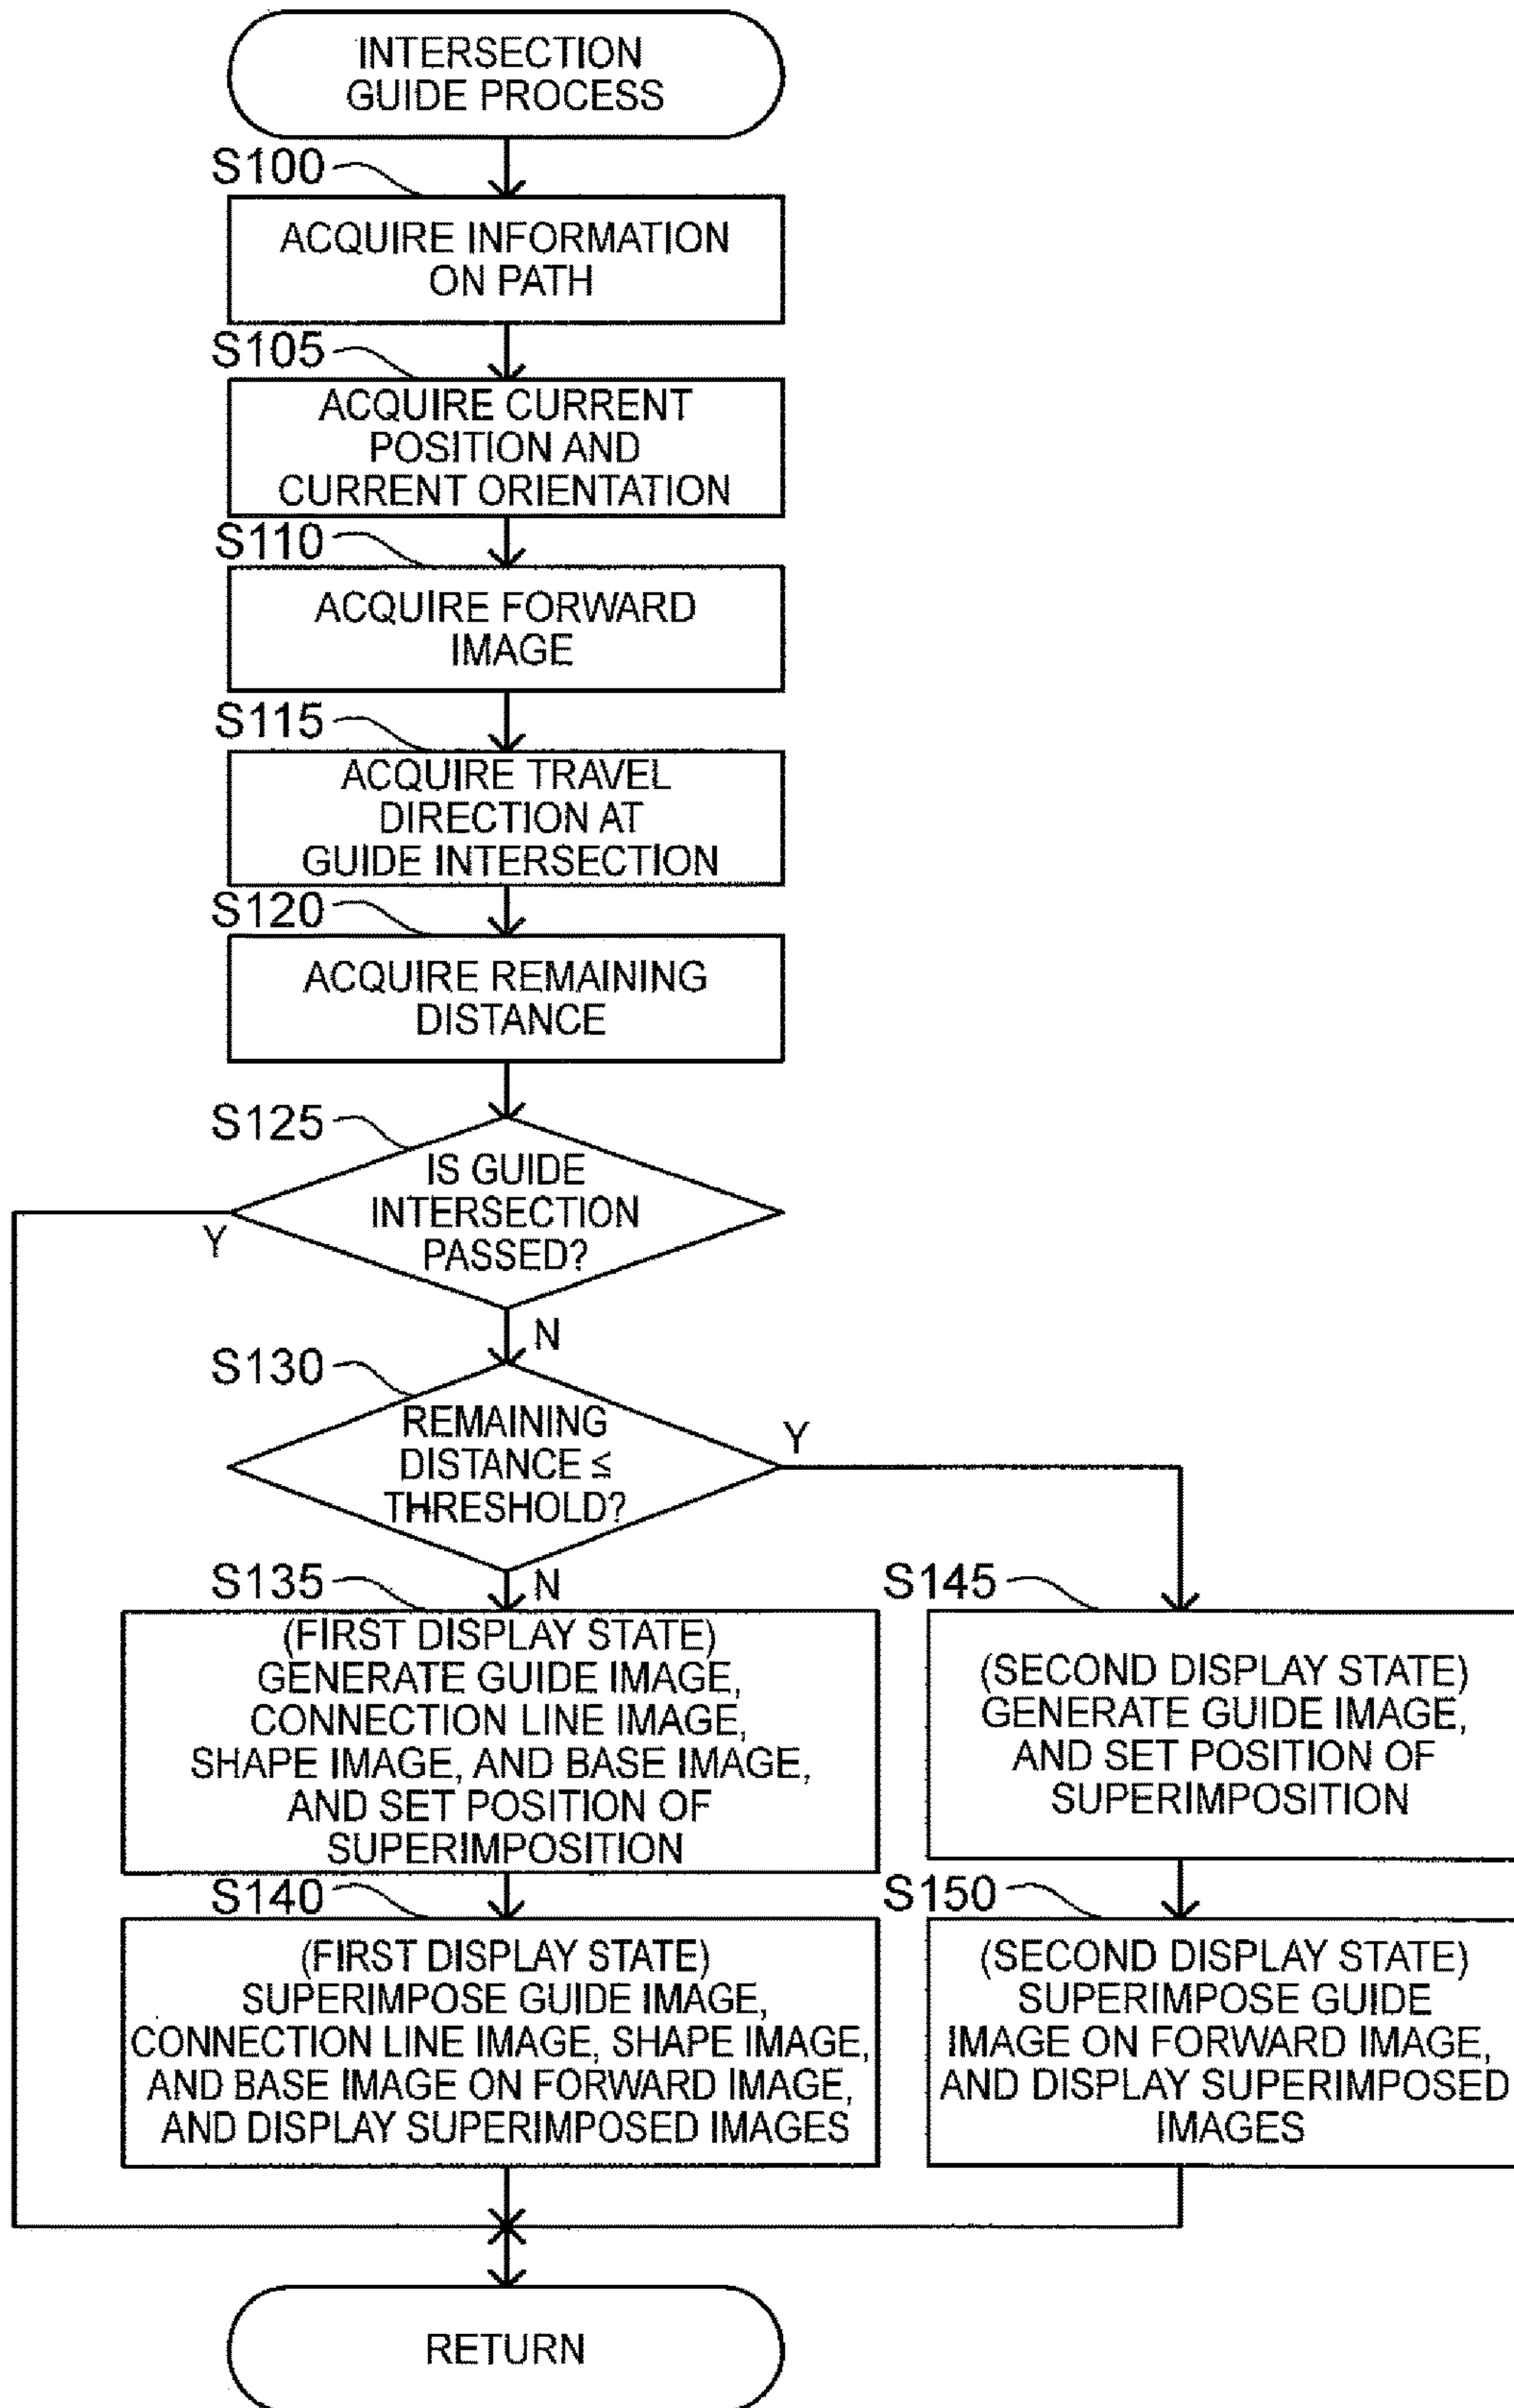 INTERSECTION
GUIDE PROCESS
S100
ACQUIRE INFORMATION
ON PATH
S105
ACQUIRE CURRENT
POSITION AND
CURRENT ORIENTATION
S110
ACQUIRE FORWARD
IMAGE
S115
ACQUIRE TRAVEL
DIRECTION AT
GUIDE INTERSECTION
S120
ACQUIRE REMAINING
DISTANCE
S125
IS GUIDE
INTERSECTION
PASSED?
Y
N
S130
REMAINING
DISTANCE ≤
THRESHOLD?
Y
N
S135
(FIRST DISPLAY STATE)
GENERATE GUIDE IMAGE,
CONNECTION LINE IMAGE,
SHAPE IMAGE, AND BASE IMAGE,
AND SET POSITION OF
SUPERIMPOSITION
S145
(SECOND DISPLAY STATE)
GENERATE GUIDE IMAGE,
AND SET POSITION OF
SUPERIMPOSITION
S140
(FIRST DISPLAY STATE)
SUPERIMPOSE GUIDE IMAGE,
CONNECTION LINE IMAGE, SHAPE IMAGE,
AND BASE IMAGE ON FORWARD IMAGE,
AND DISPLAY SUPERIMPOSED IMAGES
S150
(SECOND DISPLAY STATE)
SUPERIMPOSE GUIDE
IMAGE ON FORWARD IMAGE,
AND DISPLAY SUPERIMPOSED
IMAGES
RETURN